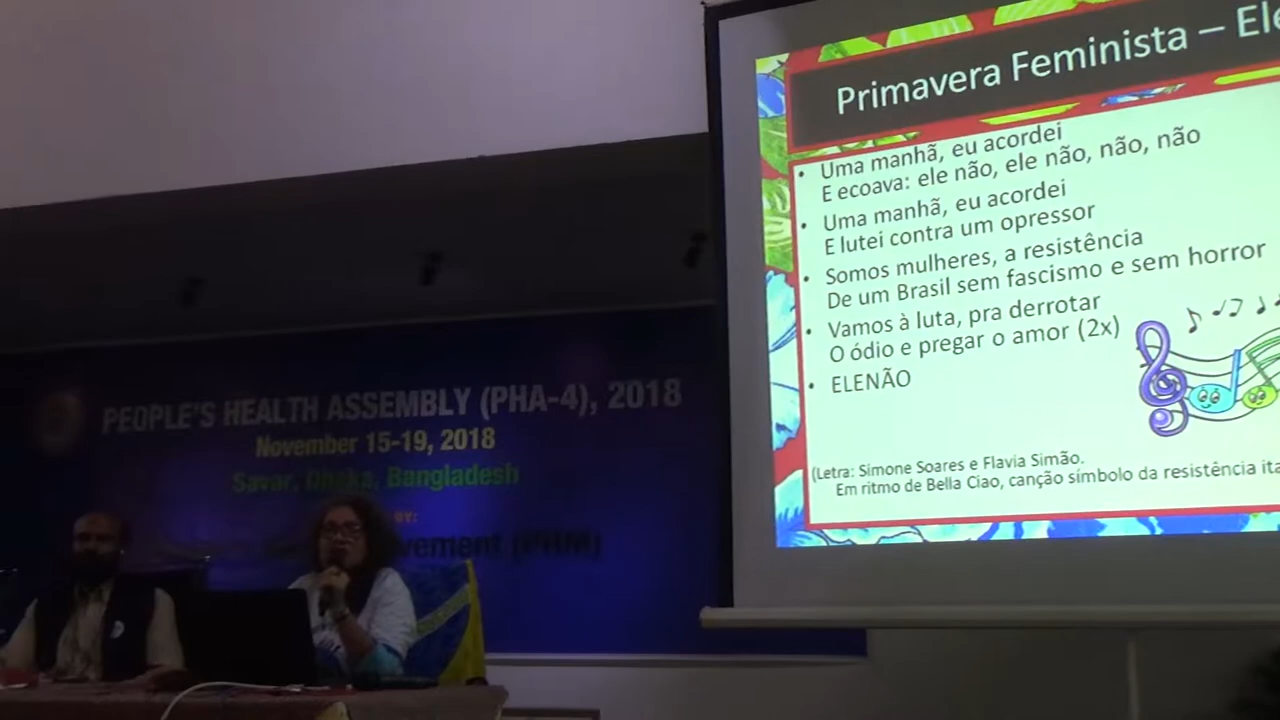 Primavera Feminista – Ele
• Uma manhã, eu acordei
E ecoava: ele não, ele não, não, não
• Uma manhã, eu acordei
E lutei contra um opressor
• Somos mulheres, a resistência
De um Brasil sem fascismo e sem horror
• Vamos à luta, pra derrotar
O ódio e pregar o amor (2x)
• ELENÃO
(Letra: Simone Soares e Flavia Simão.
Em ritmo de Bella Ciao, canção símbolo da resistência ita
PEOPLE'S HEALTH ASSEMBLY (PHA-4), 2018
November 15-19, 2018
Savar, Dhaka, Bangladesh
BY:
vement (PHM)